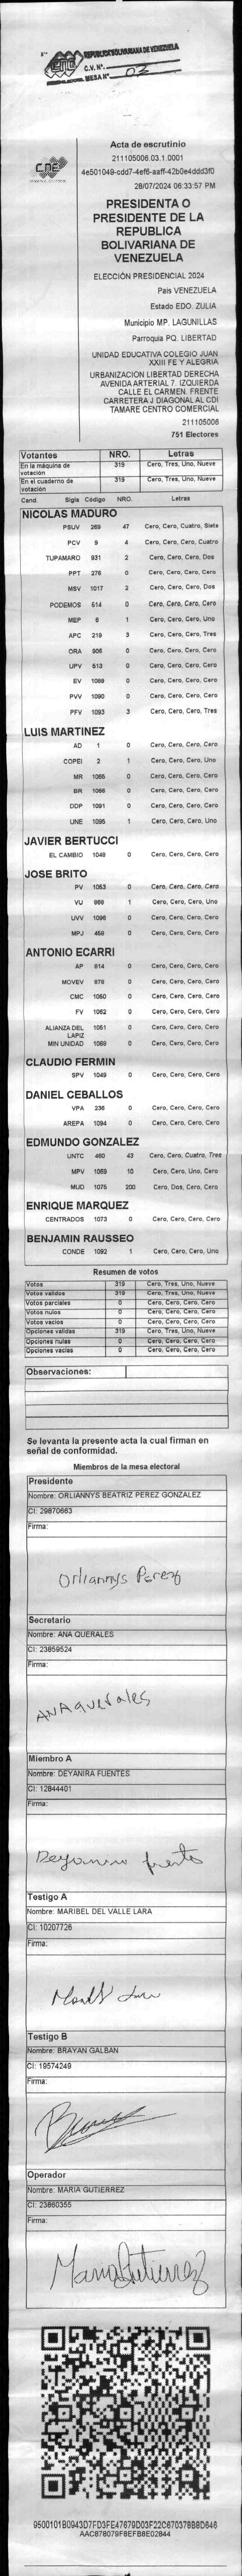 CNE
REPUBLICA BOLIVARIANA DE VENEZUELA
C.V. Nº.
MESA Nº 02
CNE
Acta de escrutinio
211105006.03.1.0001
4e501049-cdd7-4ef6-aaff-42b0e4ddd3f0
28/07/2024 06:33:57 PM
PRESIDENTA O
PRESIDENTE DE LA
REPUBLICA
BOLIVARIANA DE
VENEZUELA
ELECCIÓN PRESIDENCIAL 2024
Pais VENEZUELA
Estado EDO. ZULIA
Municipio MP. LAGUNILLAS
Parroquia PQ. LIBERTAD
UNIDAD EDUCATIVA COLEGIO JUAN
XXIII FE Y ALEGRIA
URBANIZACION LIBERTAD DERECHA
AVENIDA ARTERIAL 7. IZQUIERDA
CALLE EL CARMEN. FRENTE
CARRETERA J DIAGONAL AL CDI
TAMARE CENTRO COMERCIAL
211105006
751 Electores
Votantes NRO. Letras
En la máquina de votación 319 Cero, Tres, Uno, Nueve
En el cuaderno de votación 319 Cero, Tres, Uno, Nueve
Cand. Sigla Código NRO. Letras
NICOLAS MADURO
PSUV 269 47 Cero, Cero, Cuatro, Siete
PCV 9 4 Cero, Cero, Cero, Cuatro
TUPAMARO 931 2 Cero, Cero, Cero, Dos
PPT 276 0 Cero, Cero, Cero, Cero
MSV 1017 2 Cero, Cero, Cero, Dos
PODEMOS 514 0 Cero, Cero, Cero, Cero
MEP 6 1 Cero, Cero, Cero, Uno
APC 219 3 Cero, Cero, Cero, Tres
ORA 906 0 Cero, Cero, Cero, Cero
UPV 513 0 Cero, Cero, Cero, Cero
EV 1089 0 Cero, Cero, Cero, Cero
PVV 1090 0 Cero, Cero, Cero, Cero
PFV 1093 3 Cero, Cero, Cero, Tres
LUIS MARTINEZ
AD 1 0 Cero, Cero, Cero, Cero
COPEI 2 1 Cero, Cero, Cero, Uno
MR 1065 0 Cero, Cero, Cero, Cero
BR 1066 0 Cero, Cero, Cero, Cero
DDP 1091 0 Cero, Cero, Cero, Cero
UNE 1095 1 Cero, Cero, Cero, Uno
JAVIER BERTUCCI
EL CAMBIO 1048 0 Cero, Cero, Cero, Cero
JOSE BRITO
PV 1053 0 Cero, Cero, Cero, Cero
VU 969 1 Cero, Cero, Cero, Uno
UVV 1096 0 Cero, Cero, Cero, Cero
MPJ 458 0 Cero, Cero, Cero, Cero
ANTONIO ECARRI
AP 814 0 Cero, Cero, Cero, Cero
MOVEV 878 0 Cero, Cero, Cero, Cero
CMC 1050 0 Cero, Cero, Cero, Cero
FV 1062 0 Cero, Cero, Cero, Cero
ALIANZA DEL LAPIZ 1051 0 Cero, Cero, Cero, Cero
MIN UNIDAD 1069 0 Cero, Cero, Cero, Cero
CLAUDIO FERMIN
SPV 1049 0 Cero, Cero, Cero, Cero
DANIEL CEBALLOS
VPA 236 0 Cero, Cero, Cero, Cero
AREPA 1094 0 Cero, Cero, Cero, Cero
EDMUNDO GONZALEZ
UNTC 460 43 Cero, Cero, Cuatro, Tres
MPV 1059 10 Cero, Cero, Uno, Cero
MUD 1075 200 Cero, Dos, Cero, Cero
ENRIQUE MARQUEZ
CENTRADOS 1073 0 Cero, Cero, Cero, Cero
BENJAMIN RAUSSEO
CONDE 1092 1 Cero, Cero, Cero, Uno
Resumen de votos
Votos 319 Cero, Tres, Uno, Nueve
Votos validos 319 Cero, Tres, Uno, Nueve
Votos parciales 0 Cero, Cero, Cero, Cero
Votos nulos 0 Cero, Cero, Cero, Cero
Votos vacios 0 Cero, Cero, Cero, Cero
Opciones validas 319 Cero, Tres, Uno, Nueve
Opciones nulas 0 Cero, Cero, Cero, Cero
Opciones vacias 0 Cero, Cero, Cero, Cero
Observaciones:
Se levanta la presente acta la cual firman en
señal de conformidad.
Miembros de la mesa electoral
Presidente
Nombre: ORLIANNYS BEATRIZ PEREZ GONZALEZ
CI: 29870663
Firma:
Orliannys Perez
Secretario
Nombre: ANA QUERALES
CI: 23859524
Firma:
ANA querales
Miembro A
Nombre: DEYANIRA FUENTES
CI: 12844401
Firma:
Testigo A
Nombre: MARIBEL DEL VALLE LARA
CI: 10207726
Firma:
Testigo B
Nombre: BRAYAN GALBAN
CI: 19574249
Firma:
Operador
Nombre: MARIA GUTIERREZ
CI: 23860355
Firma:
Maria Gutierrez
9500101B0943D7FD3FE47679D03F22C670378B8D646
AAC878079F8EFB8E02844